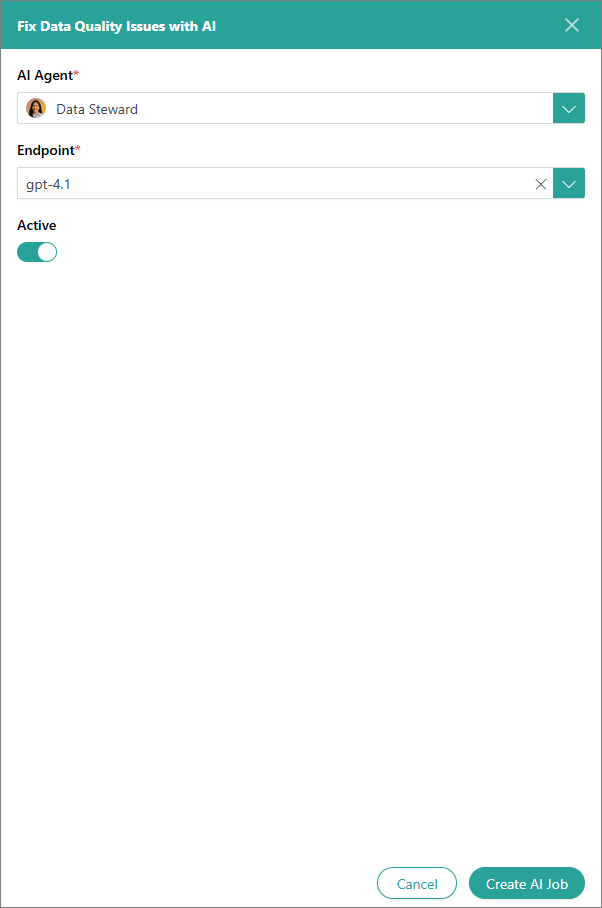 Fix Data Quality Issues with AI
AI Agent*
Data Steward
Endpoint*
gpt-4.1
Active
Cancel
Create AI Job